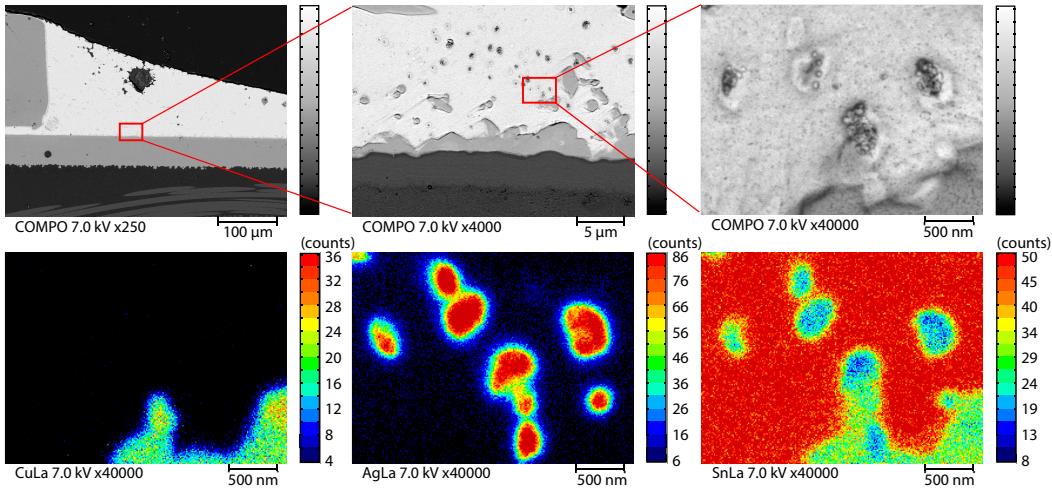 COMPO 7.0 kV x250
100 µm
COMPO 7.0 kV x4000
5 µm
COMPO 7.0 kV x40000
500 nm
(counts)
36
32
28
24
20
16
12
8
4
CuLa 7.0 kV x40000
500 nm
(counts)
86
76
66
56
46
36
26
16
6
AgLa 7.0 kV x40000
500 nm
(counts)
50
45
39
34
29
24
19
13
8
SnLa 7.0 kV x40000
500 nm